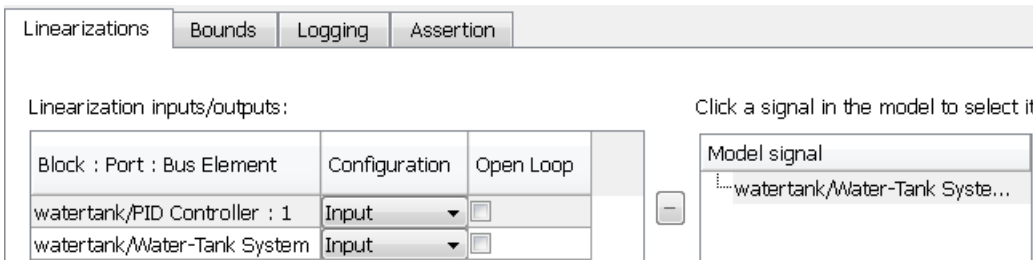 Linearizations Bounds Logging Assertion
Linearization inputs/outputs: Click a signal in the model to select it
Block : Port : Bus Element Configuration Open Loop Model signal
watertank/Water-Tank Syste...
watertank/PID Controller : 1 Input
watertank/Water-Tank System Input